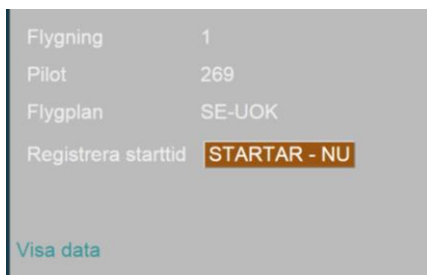 Flygning 1
Pilot 269
Flygplan SE-UOK
Registrera starttid STARTAR - NU
Visa data